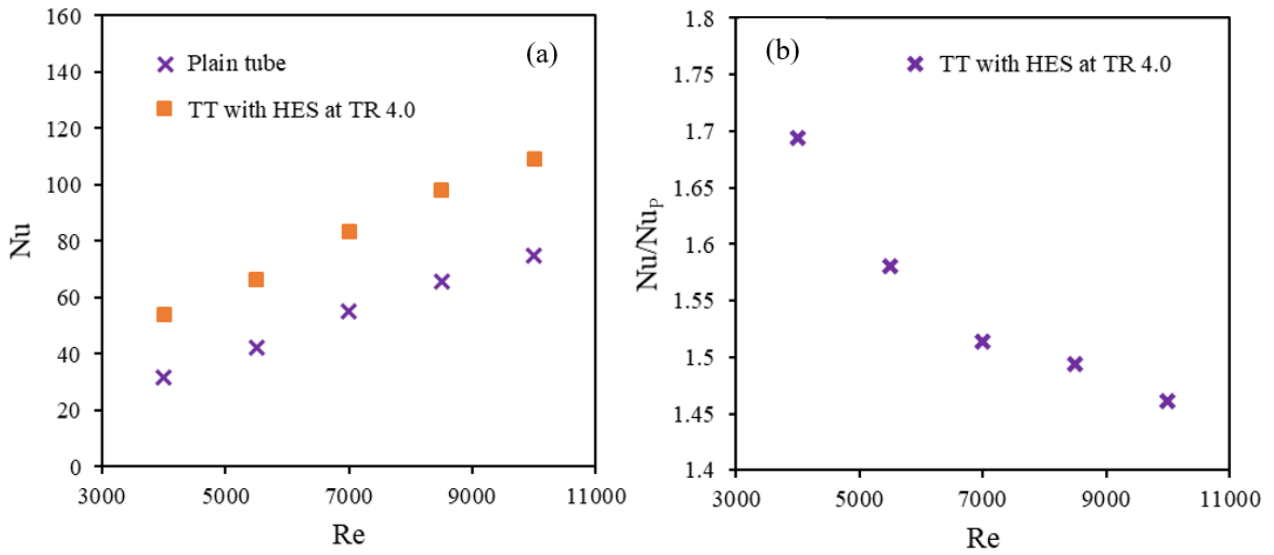 160
140
120
100
80
60
40
20
0
Nu
(a)
Plain tube
TT with HES at TR 4.0
3000 5000 7000 9000 11000
Re
1.8
1.75
1.7
1.65
1.6
1.55
1.5
1.45
1.4
Nu/NuP
(b)
TT with HES at TR 4.0
3000 5000 7000 9000 11000
Re